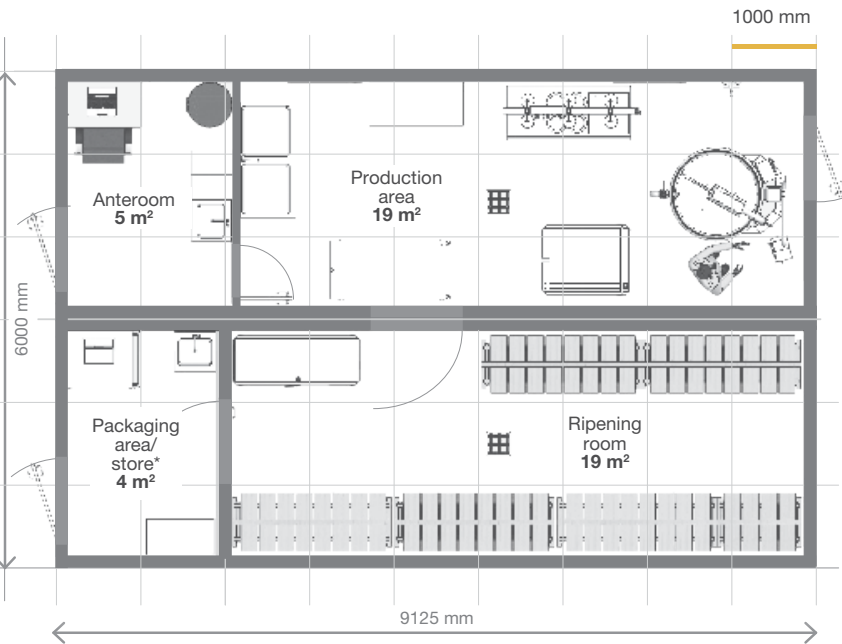 1000 mm
Anteroom
5 m²
Production
area
19 m²
6000 mm
Packaging
area/
store*
4 m²
Ripening
room
19 m²
9125 mm